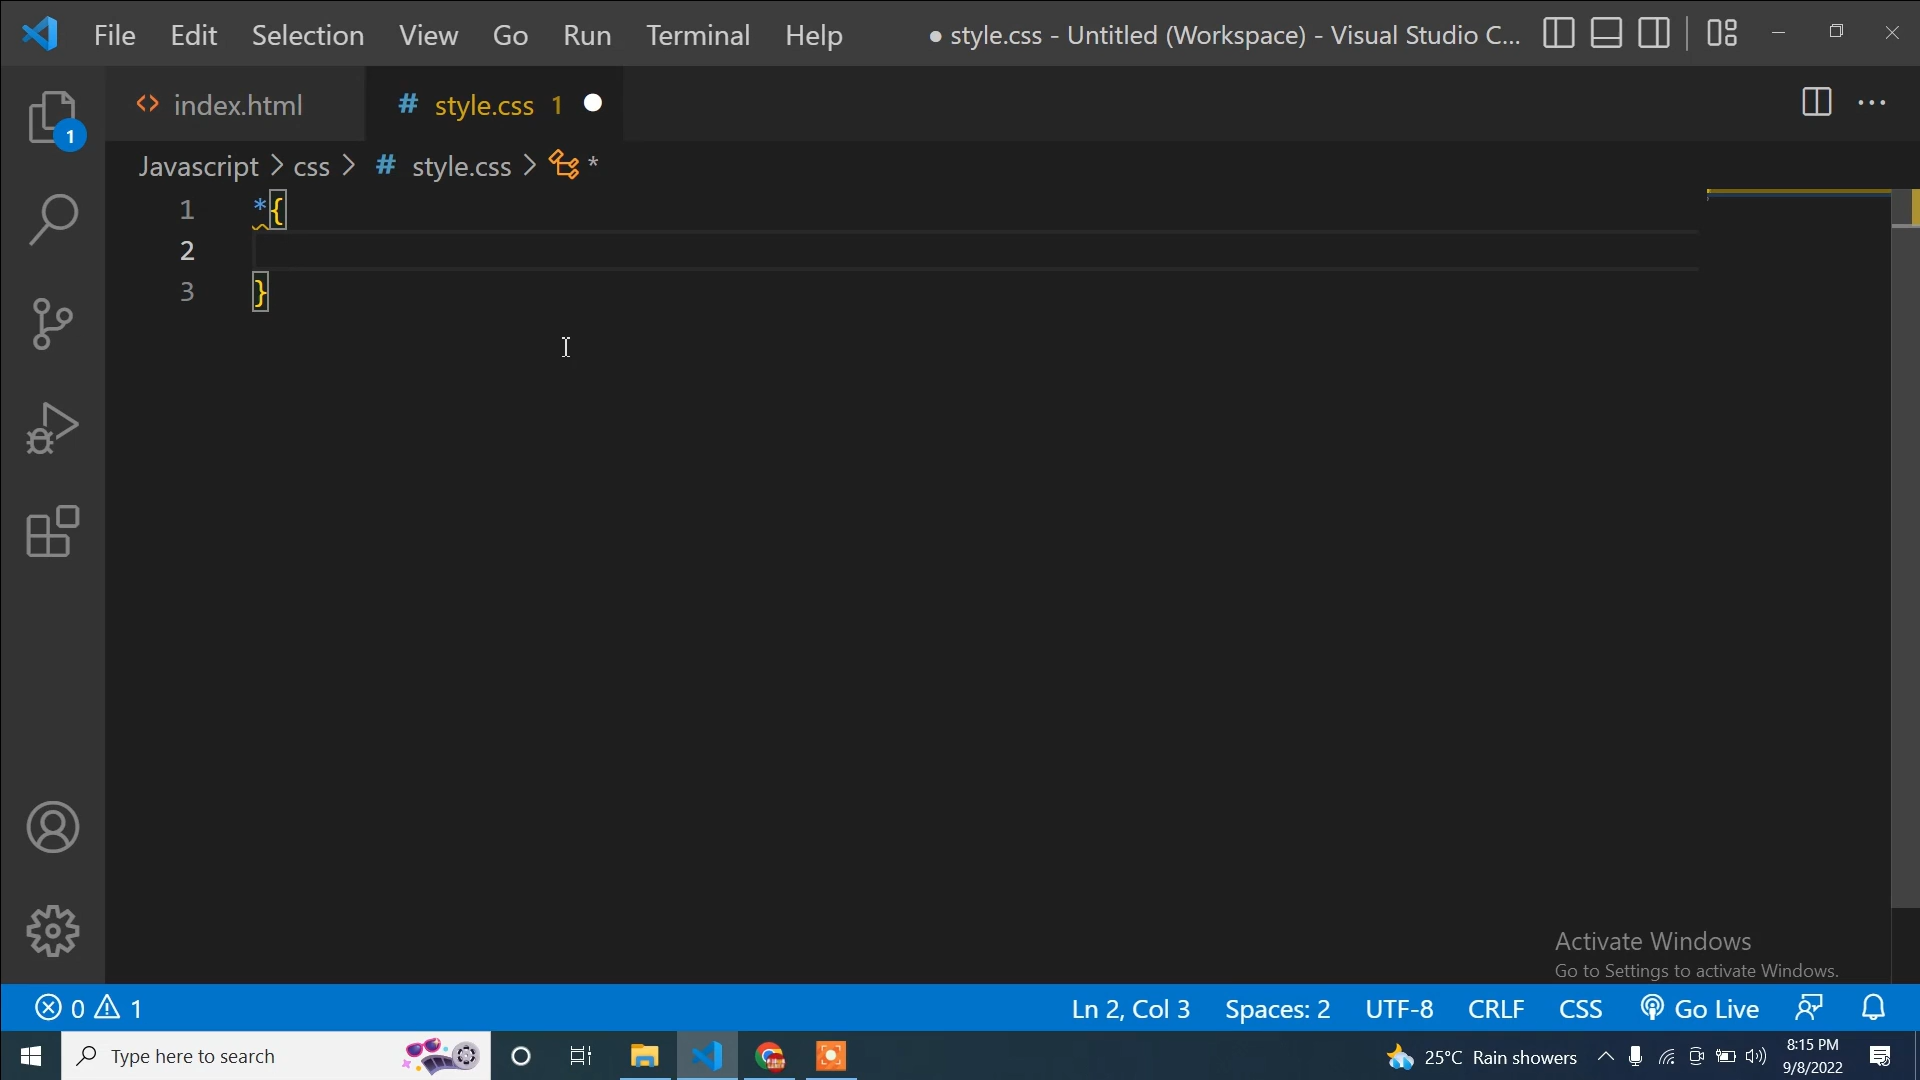 File Edit Selection View Go Run Terminal Help ● style.css - Untitled (Workspace) - Visual Studio C...
1
index.html # style.css 1
Javascript > css > # style.css > *
1 *{
2
3 }
Activate Windows
Go to Settings to activate Windows.
0 1 Ln 2, Col 3 Spaces: 2 UTF-8 CRLF CSS Go Live
Type here to search 25°C Rain showers 8:15 PM
9/8/2022